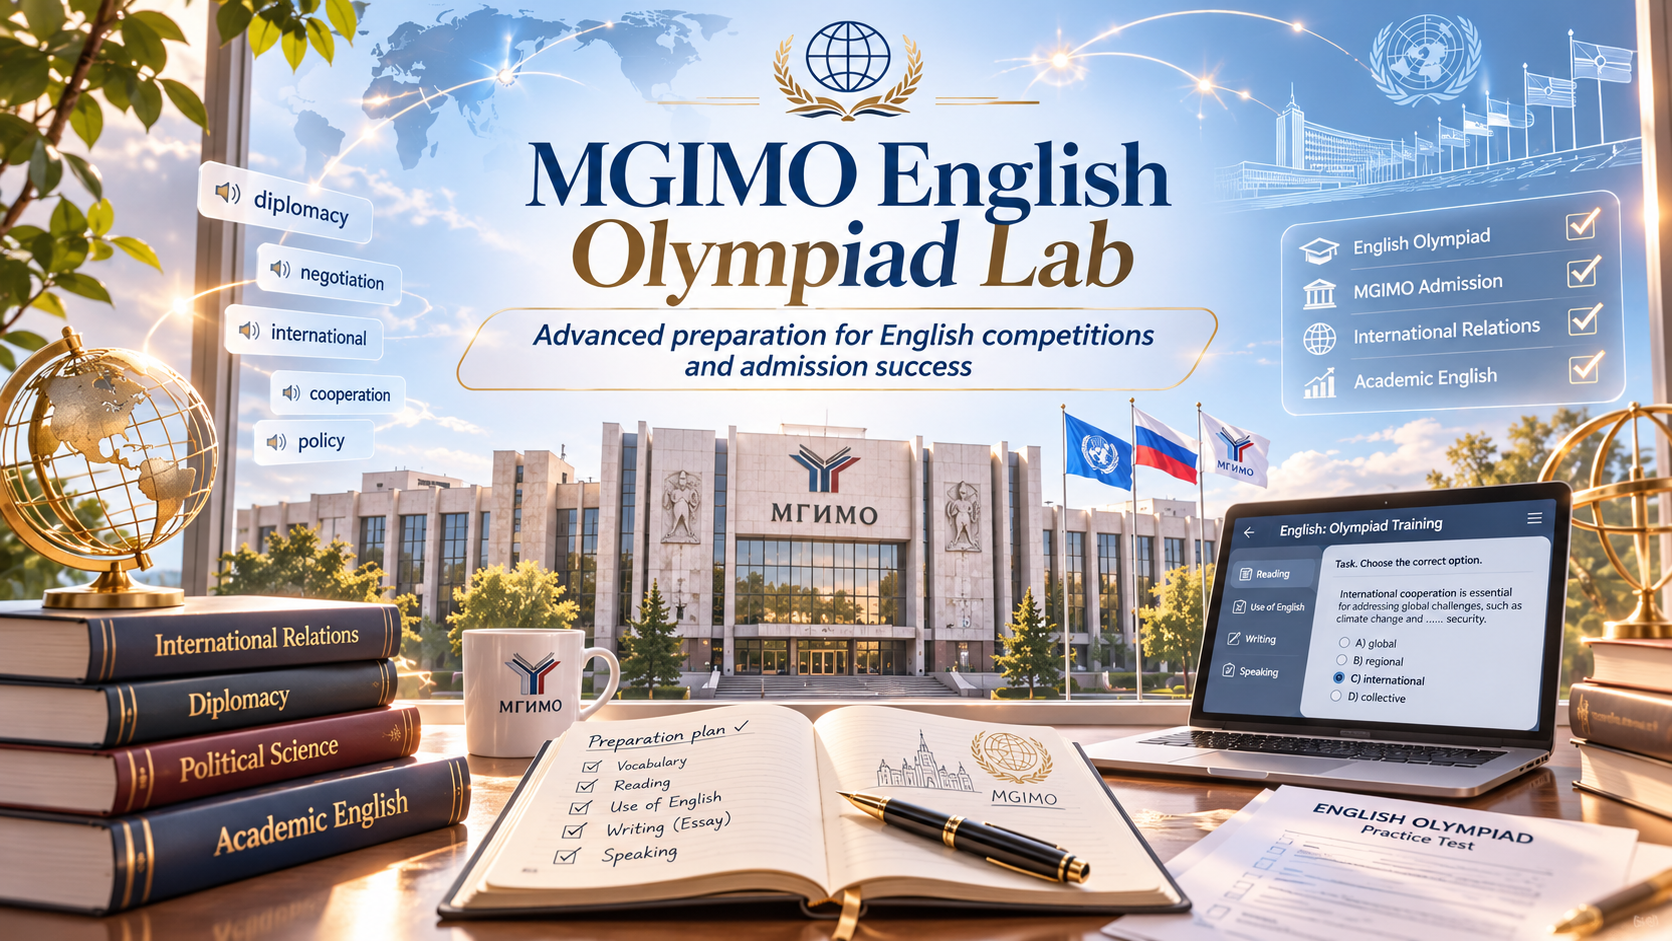 MGIMO English
Olympiad Lab
Advanced preparation for English competitions
and admission success
diplomacy
negotiation
international
cooperation
policy
English Olympiad
MGIMO Admission
International Relations
Academic English
МГИМО
МГИМО
International Relations
Diplomacy
Political Science
Academic English
МГИМО
Preparation plan ✓
Vocabulary
Reading
Use of English
Writing (Essay)
Speaking
MGIMO
English: Olympiad Training
Reading
Use of English
Writing
Speaking
Task. Choose the correct option.
International cooperation is essential
for addressing global challenges, such as
climate change and ...... security.
A) global
B) regional
C) international
D) collective
ENGLISH OLYMPIAD
Practice Test